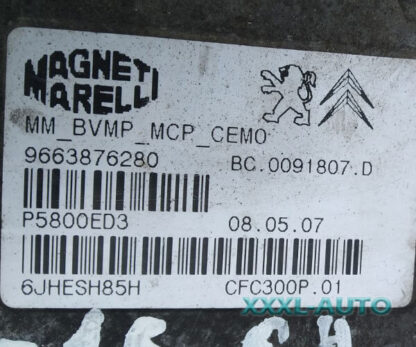 MAGNETI
MARELLI
MM_BVMP_MCP_CEMO
9663876280 BC.0091807.D
P5800ED3 08.05.07
6JHESH85H CFC300P.01
XXXL-AUTO